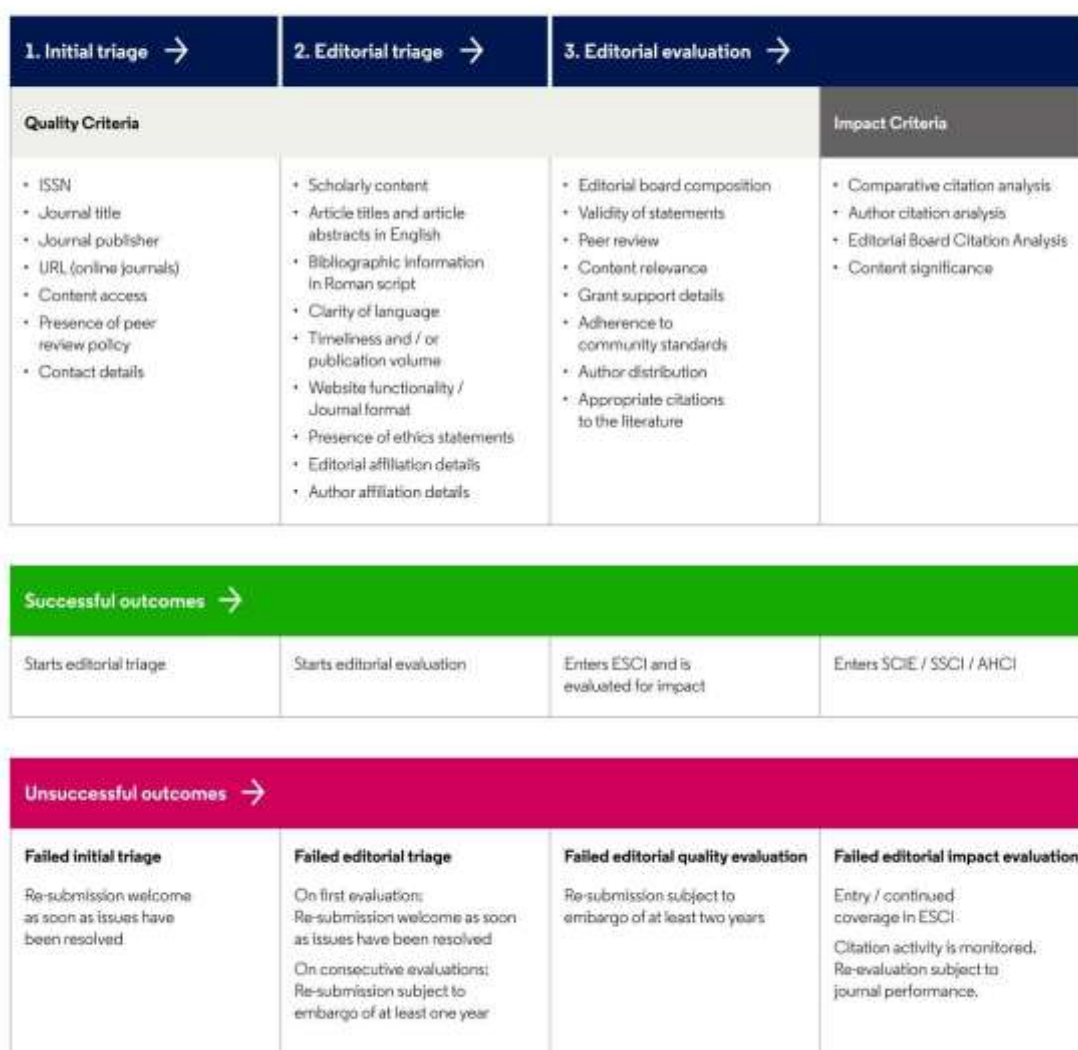 1. Initial triage →
2. Editorial triage →
3. Editorial evaluation →
Quality Criteria
Impact Criteria
• ISSN
• Journal title
• Journal publisher
• URL (online journals)
• Content access
• Presence of peer
review policy
• Contact details
• Scholarly content
• Article titles and article
abstracts in English
• Bibliographic information
in Roman script
• Clarity of language
• Timeliness and / or
publication volume
• Website functionality /
Journal format
• Presence of ethics statements
• Editorial affiliation details
• Author affiliation details
• Editorial board composition
• Validity of statements
• Peer review
• Content relevance
• Grant support details
• Adherence to
community standards
• Author distribution
• Appropriate citations
to the literature
• Comparative citation analysis
• Author citation analysis
• Editorial Board Citation Analysis
• Content significance
Successful outcomes →
Starts editorial triage
Starts editorial evaluation
Enters ESCI and is
evaluated for impact
Enters SCIE / SSCI / AHCI
Unsuccessful outcomes →
Failed initial triage
Re-submission welcome
as soon as issues have
been resolved
Failed editorial triage
On first evaluation:
Re-submission welcome as soon
as issues have been resolved
On consecutive evaluations:
Re-submission subject to
embargo of at least one year
Failed editorial quality evaluation
Re-submission subject to
embargo of at least two years
Failed editorial impact evaluation
Entry / continued
coverage in ESCI
Citation activity is monitored.
Re-evaluation subject to
journal performance.